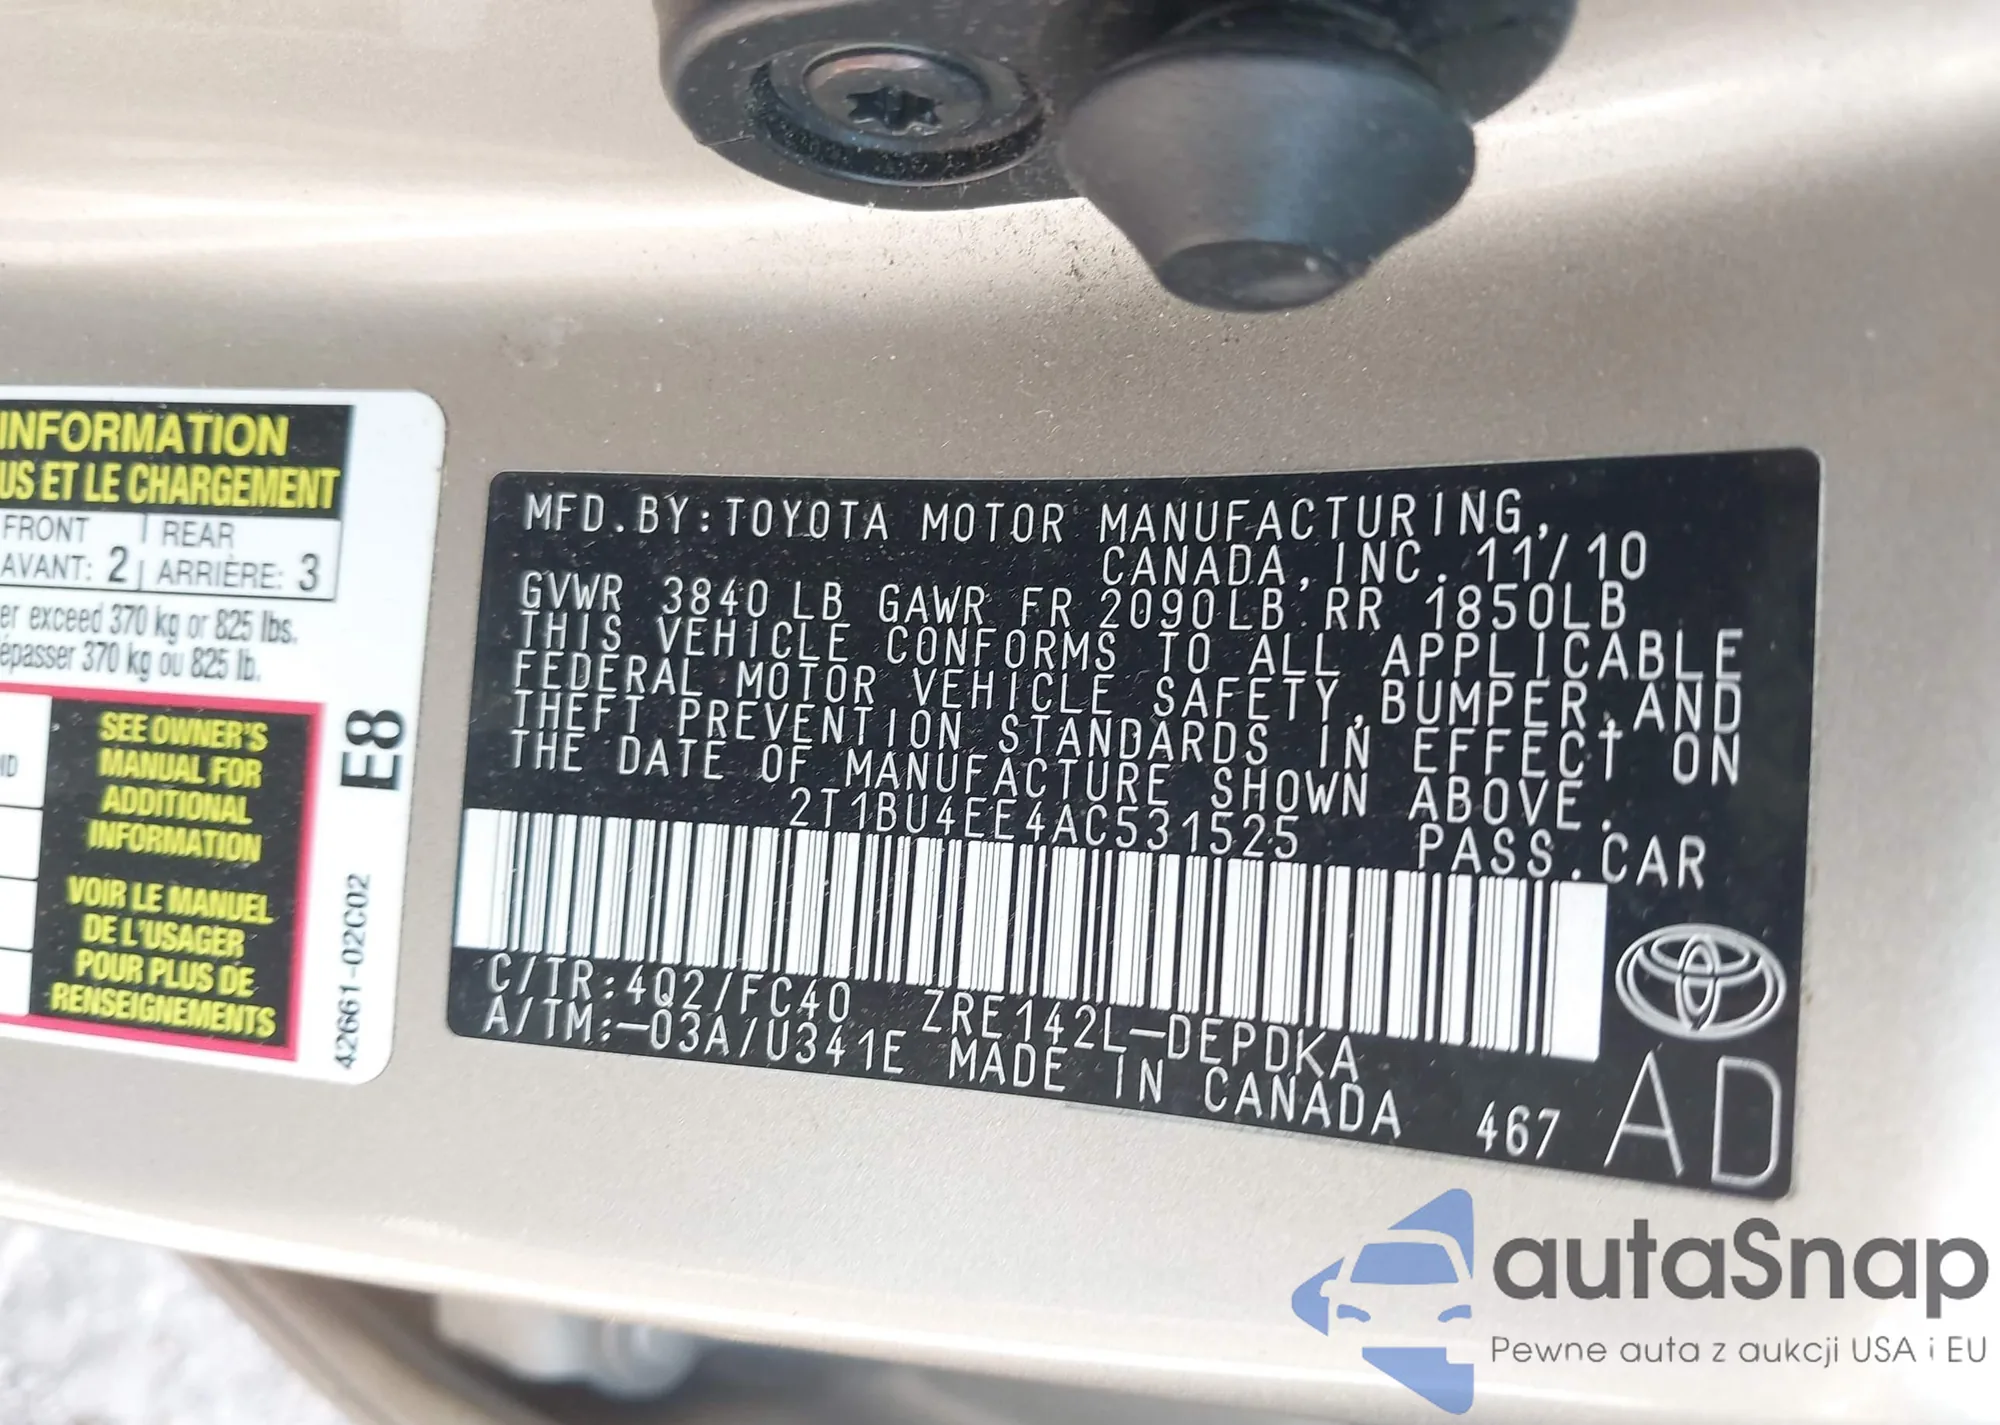 INFORMATION
US ET LE CHARGEMENT
FRONT REAR
AVANT: 2 ARRIÈRE: 3
er exceed 370 kg or 825 lbs.
épasser 370 kg ou 825 lb.
SEE OWNER'S
MANUAL FOR
ADDITIONAL
INFORMATION
VOIR LE MANUEL
DE L'USAGER
POUR PLUS DE
RENSEIGNEMENTS
E8
42661-02C02
MFD.BY:TOYOTA MOTOR MANUFACTURING,
CANADA,INC. 11/10
GVWR 3840 LB GAWR FR 2090LB RR 1850LB
THIS VEHICLE CONFORMS TO ALL APPLICABLE
FEDERAL MOTOR VEHICLE SAFETY,BUMPER,AND
THEFT PREVENTION STANDARDS IN EFFECT ON
THE DATE OF MANUFACTURE SHOWN ABOVE.
2T1BU4EE4AC531525 PASS.CAR
C/TR:4Q2/FC40 ZRE142L-DEPDKA
A/TM:-03A/U341E MADE IN CANADA 467
AD
autaSnap
Pewne auta z aukcji USA i EU